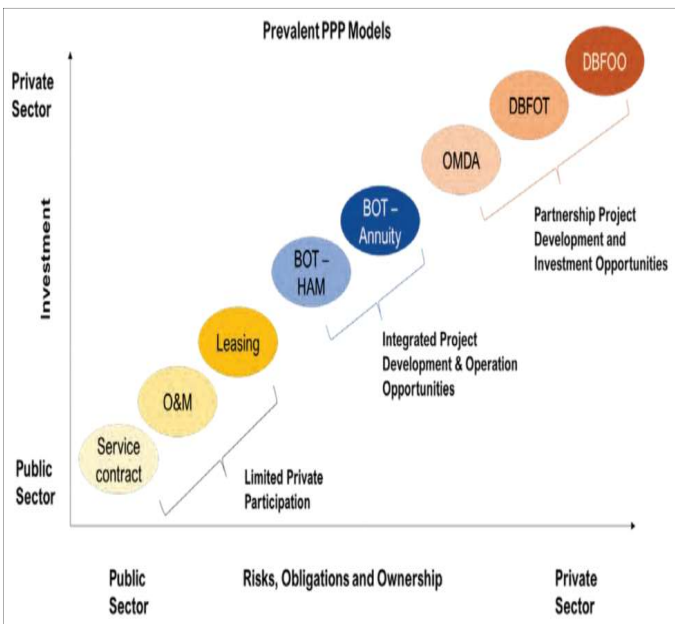 Prevalent PPP Models
Private
Sector
DBFOO
DBFOT
OMDA
BOT –
Annuity
Partnership Project
Development and
Investment Opportunities
Investment
BOT –
HAM
Leasing
Integrated Project
Development & Operation
Opportunities
O&M
Service
contract
Limited Private
Participation
Public
Sector
Public
Sector
Risks, Obligations and Ownership
Private
Sector